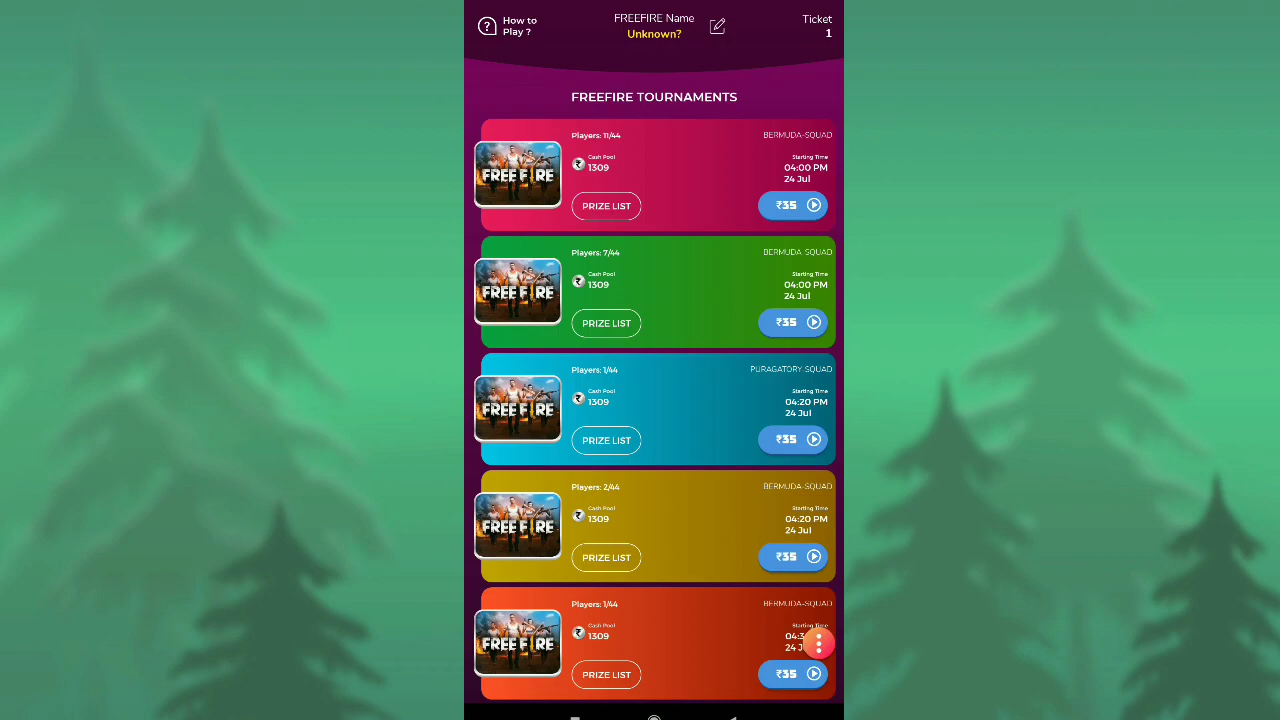 How to
Play ?
FREEFIRE Name
Unknown?
Ticket
1
FREEFIRE TOURNAMENTS
Players: 11/44
BERMUDA-SQUAD
Cash Pool
₹ 1309
Starting Time
04:00 PM
24 Jul
FREE FIRE
PRIZE LIST
₹35
Players: 7/44
BERMUDA-SQUAD
Cash Pool
₹ 1309
Starting Time
04:00 PM
24 Jul
FREE FIRE
PRIZE LIST
₹35
Players: 1/44
PURAGATORY-SQUAD
Cash Pool
₹ 1309
Starting Time
04:20 PM
24 Jul
FREE FIRE
PRIZE LIST
₹35
Players: 2/44
BERMUDA-SQUAD
Cash Pool
₹ 1309
Starting Time
04:20 PM
24 Jul
FREE FIRE
PRIZE LIST
₹35
Players: 1/44
BERMUDA-SQUAD
Cash Pool
₹ 1309
Starting Time
24
FREE FIRE
PRIZE LIST
₹35